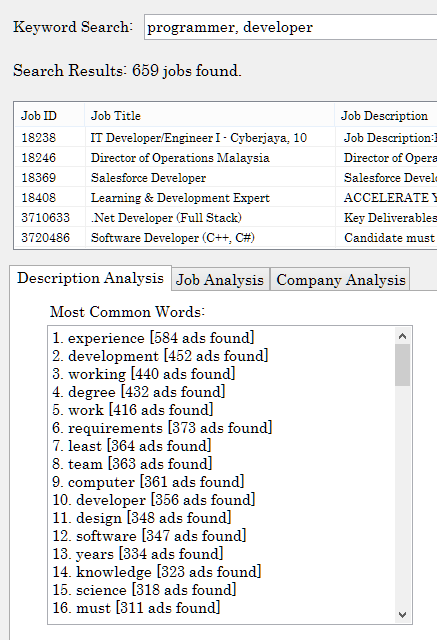 Keyword Search: programmer, developer
Search Results: 659 jobs found.
Job ID Job Title Job Description
18238 IT Developer/Engineer I - Cyberjaya, 10 Job Description:
18246 Director of Operations Malaysia Director of Opera
18369 Salesforce Developer Salesforce Devel
18408 Learning & Development Expert ACCELERATE Y
3710633 .Net Developer (Full Stack) Key Deliverables
3720486 Software Developer (C++, C#) Candidate must
Description Analysis Job Analysis Company Analysis
Most Common Words:
1. experience [584 ads found]
2. development [452 ads found]
3. working [440 ads found]
4. degree [432 ads found]
5. work [416 ads found]
6. requirements [373 ads found]
7. least [364 ads found]
8. team [363 ads found]
9. computer [361 ads found]
10. developer [356 ads found]
11. design [348 ads found]
12. software [347 ads found]
13. years [334 ads found]
14. knowledge [323 ads found]
15. science [318 ads found]
16. must [311 ads found]